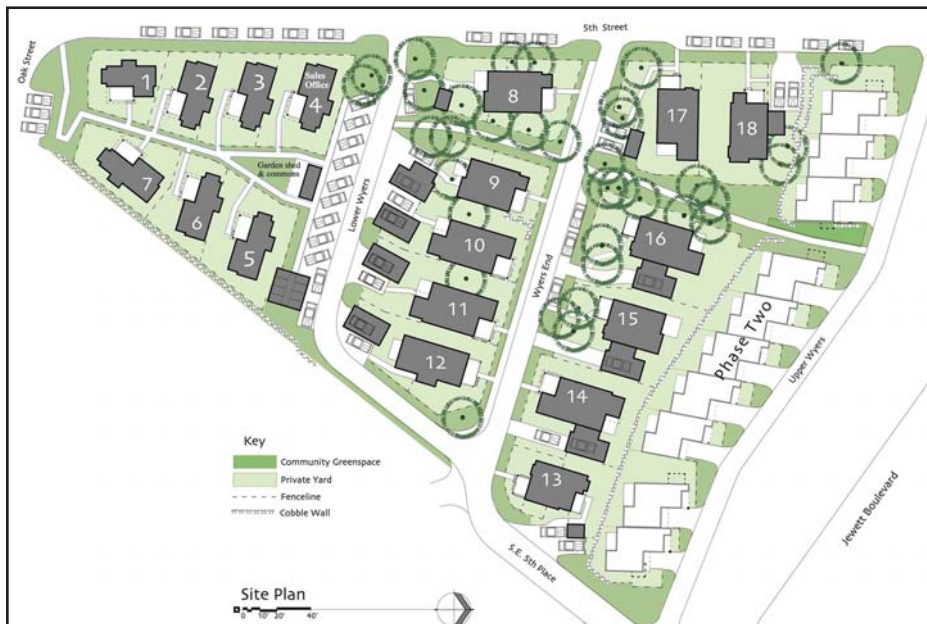 5th Street
Oak Street
1
2
3
Sales
Office
4
8
17
18
7
6
5
Garden shed
& commons
Lower Wyers
9
10
11
12
Wyers End
16
15
14
13
Phase Two
Upper Wyers
Jewett Boulevard
S.E. 5th Place
Key
Community Greenspace
Private Yard
Fenceline
Cobble Wall
Site Plan
0 10' 20' 40'